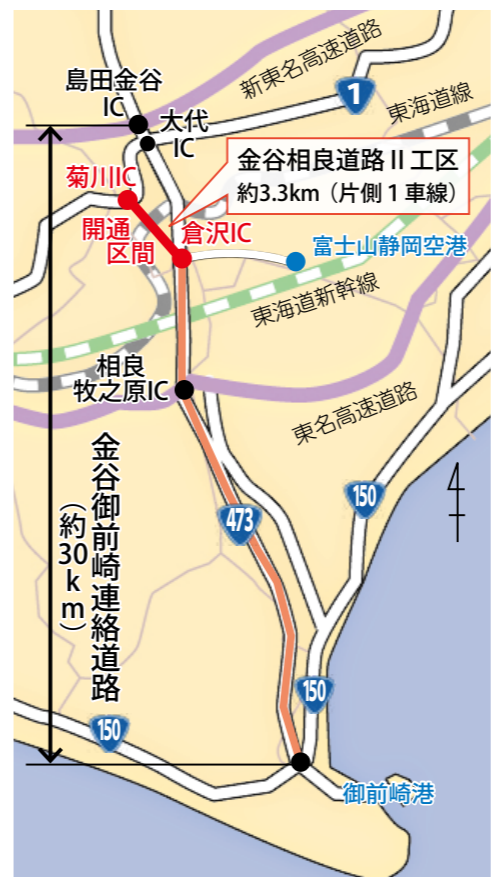 島田金谷
IC
新東名高速道路
1
大代
IC
東海道線
金谷相良道路Ⅱ工区
約3.3km（片側１車線）
菊川IC
開通
区間
倉沢IC
富士山静岡空港
東海道新幹線
相良
牧之原IC
東名高速道路
金谷御前崎連絡道路
（約30km）
150
473
150
150
御前崎港